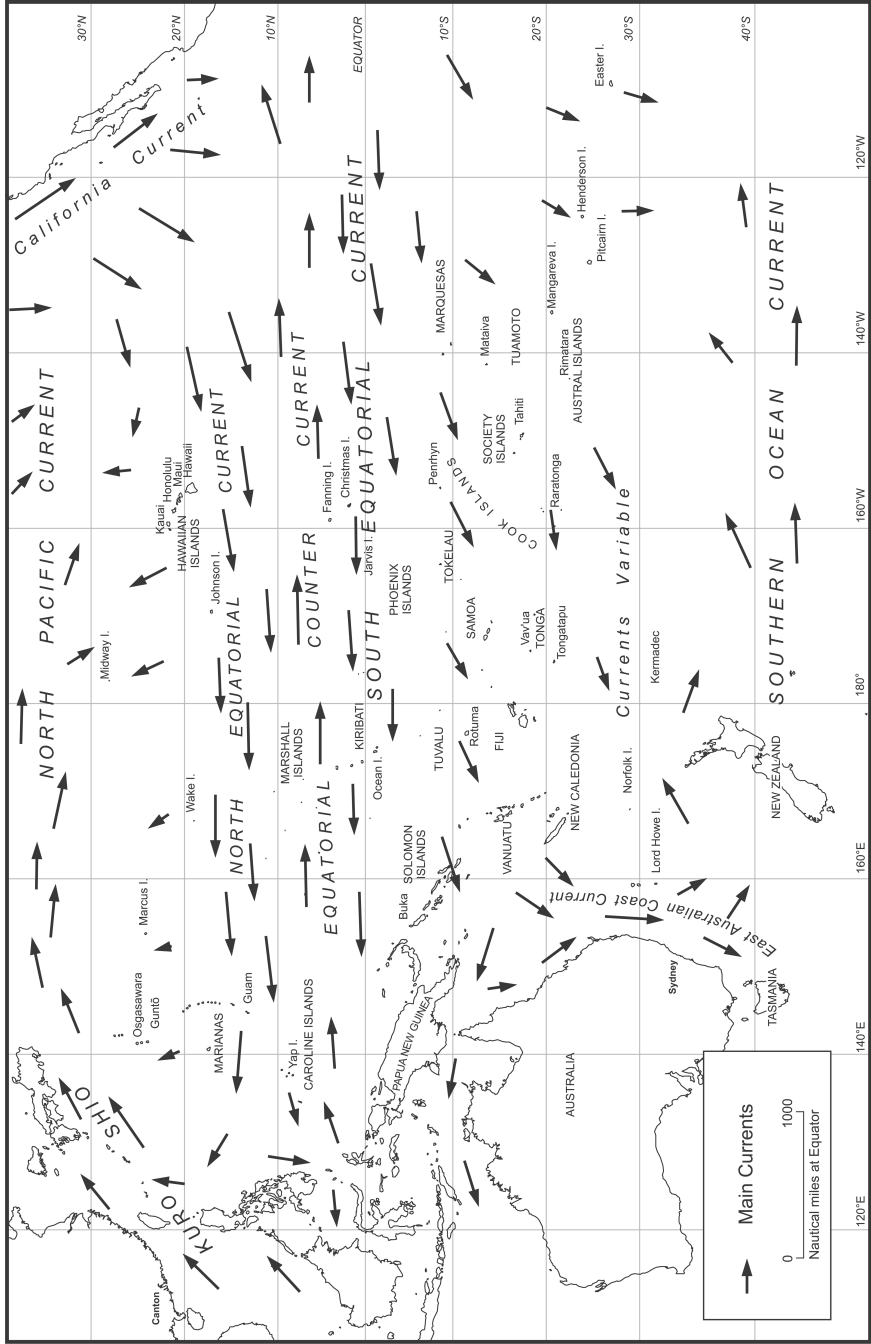 30°N
20°N
10°N
EQUATOR
10°S
20°S
30°S
40°S
120°E
140°E
160°E
180°
160°W
140°W
120°W
NORTH PACIFIC CURRENT
California Current
KURO SHIO
Canton
Osgasawara
Guntō
Marcus I.
Wake I.
Midway I.
Kauai
Honolulu
Maui
Hawaii
HAWAIIAN
ISLANDS
Johnson I.
MARIANAS
Guam
NORTH EQUATORIAL CURRENT
Yap I.
CAROLINE ISLANDS
MARSHALL
ISLANDS
EQUATORIAL COUNTER CURRENT
Fanning I.
Christmas I.
Jarvis I.
KIRIBATI
Ocean I.
SOUTH EQUATORIAL CURRENT
PHOENIX
ISLANDS
PAPUA NEW GUINEA
Buka
SOLOMON
ISLANDS
TUVALU
TOKELAU
Penrhyn
MARQUESAS
Rotuma
SAMOA
COOK ISLANDS
SOCIETY
ISLANDS
Tahiti
Mataiva
TUAMOTO
VANUATU
FIJI
Vav'ua
TONGA
Tongatapu
Raratonga
Rimatara
AUSTRAL ISLANDS
Mangareva I.
Henderson I.
Pitcairn I.
Easter I.
AUSTRALIA
NEW CALEDONIA
East Australian Coast Current
Norfolk I.
Lord Howe I.
Kermadec
Currents Variable
Sydney
TASMANIA
NEW ZEALAND
SOUTHERN OCEAN CURRENT
Main Currents
0 1000
Nautical miles at Equator